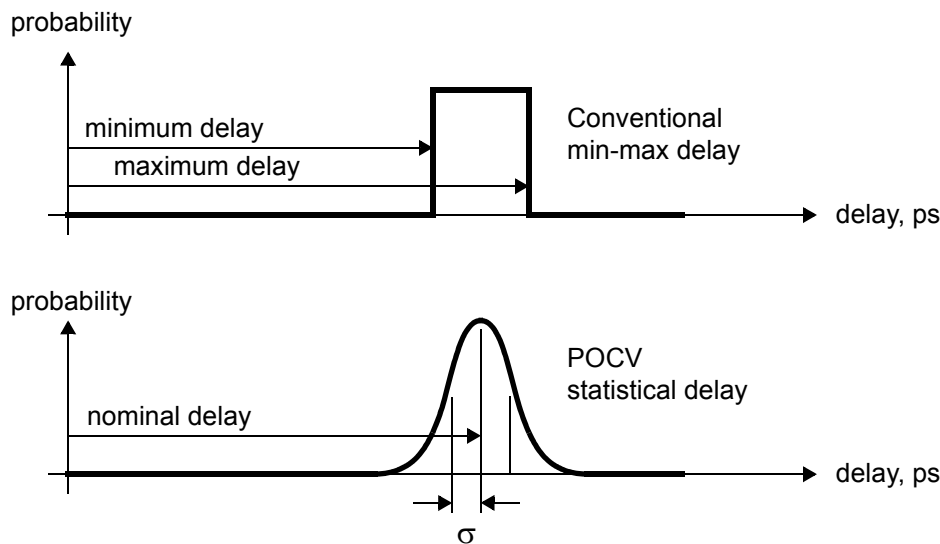 probability
minimum delay
maximum delay
Conventional
min-max delay
delay, ps
probability
nominal delay
POCV
statistical delay
delay, ps
σ